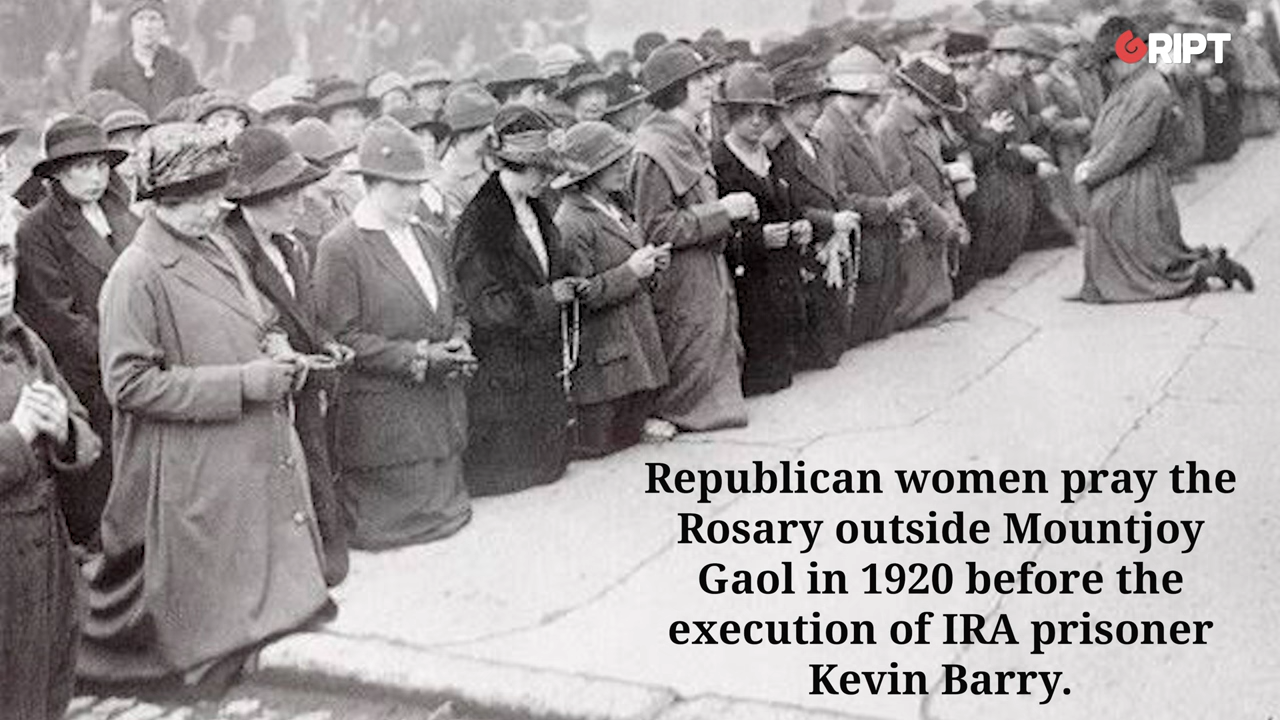 GRIPT
Republican women pray the
Rosary outside Mountjoy
Gaol in 1920 before the
execution of IRA prisoner
Kevin Barry.